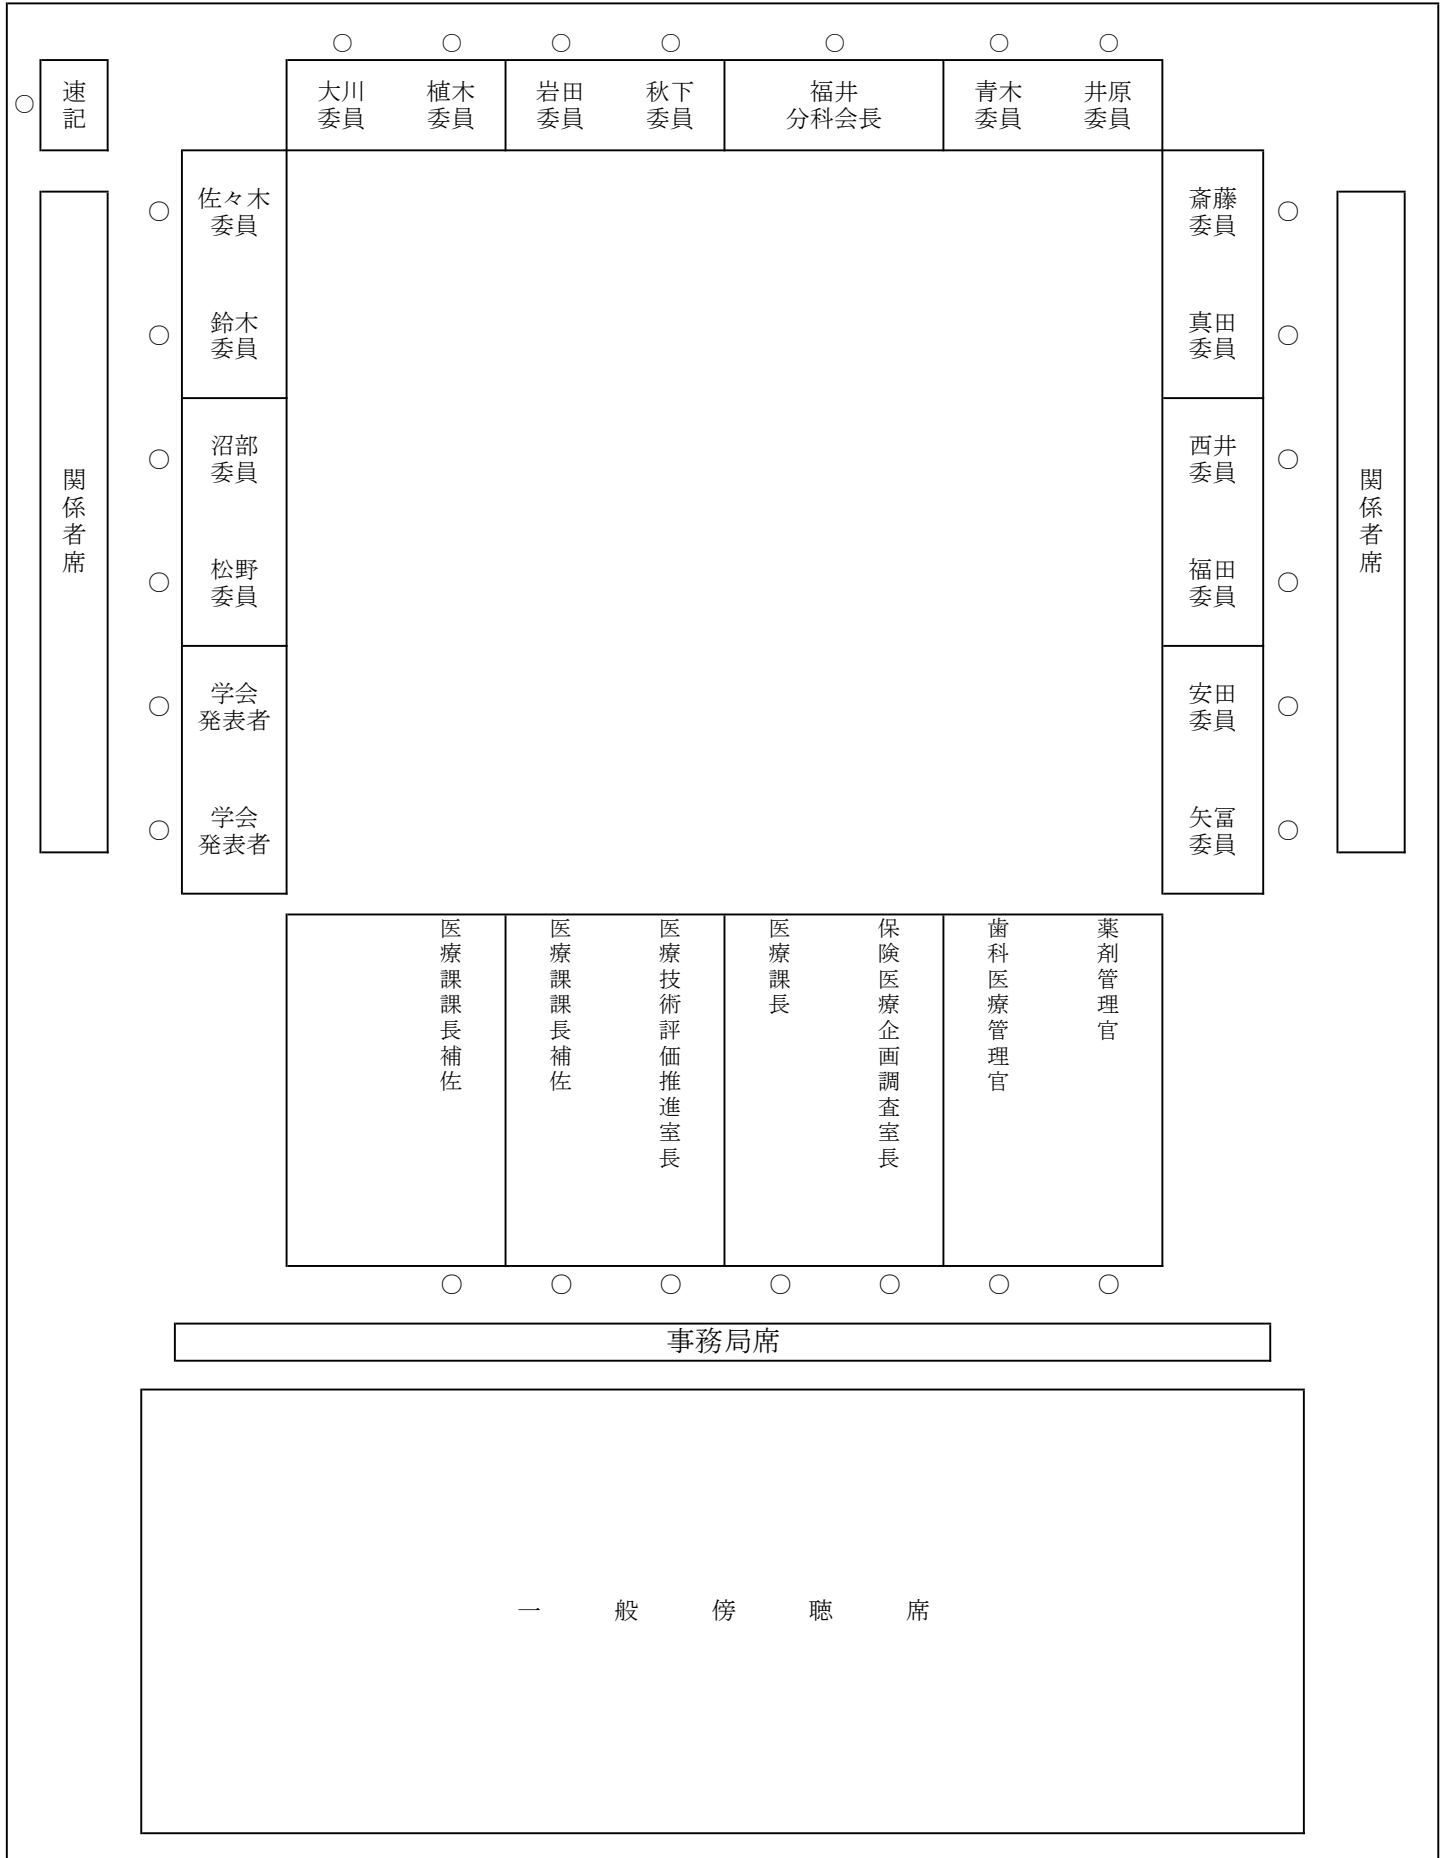 ○ ○ ○ ○ ○ ○ ○
○
速記
大川
委員
植木
委員
岩田
委員
秋下
委員
福井
分科会長
青木
委員
井原
委員
○
佐々木
委員
斎藤
委員
○
○
鈴木
委員
真田
委員
○
○
沼部
委員
西井
委員
○
関係者席
関係者席
○
松野
委員
福田
委員
○
○
学会
発表者
安田
委員
○
○
学会
発表者
矢冨
委員
○
医療課課長補佐
医療課課長補佐
医療技術評価推進室長
医療課長
保険医療企画調査室長
歯科医療管理官
薬剤管理官
○ ○ ○ ○ ○ ○ ○
事務局席
一般傍聴席